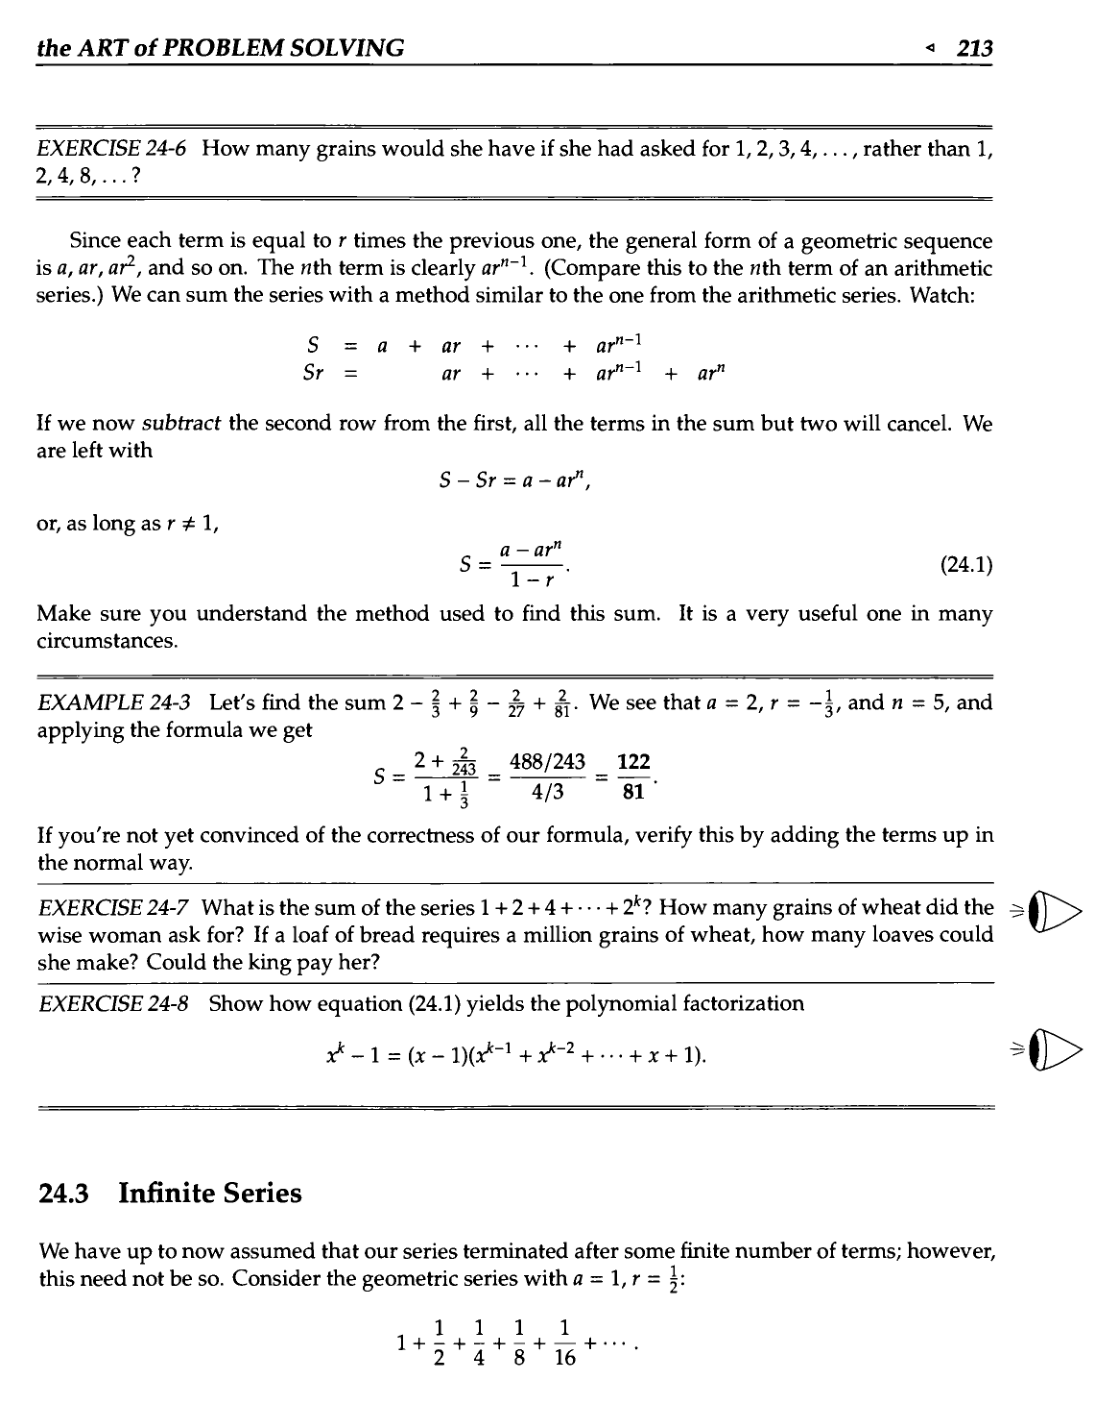 the ART of PROBLEM SOLVING ◃ 213
EXERCISE 24-6 How many grains would she have if she had asked for 1, 2, 3, 4, . . . , rather than 1,
2, 4, 8, . . . ?
Since each term is equal to r times the previous one, the general form of a geometric sequence
is a, ar, ar², and so on. The nth term is clearly arⁿ⁻¹. (Compare this to the nth term of an arithmetic
series.) We can sum the series with a method similar to the one from the arithmetic series. Watch:
S = a + ar + ··· + arⁿ⁻¹
Sr = ar + ··· + arⁿ⁻¹ + arⁿ
If we now subtract the second row from the first, all the terms in the sum but two will cancel. We
are left with
S − Sr = a − arⁿ,
or, as long as r ≠ 1,
S = (a − arⁿ)/(1 − r). (24.1)
Make sure you understand the method used to find this sum. It is a very useful one in many
circumstances.
EXAMPLE 24-3 Let's find the sum 2 − 2/3 + 2/9 − 2/27 + 2/81. We see that a = 2, r = −1/3, and n = 5, and
applying the formula we get
S = (2 + 2/243)/(1 + 1/3) = (488/243)/(4/3) = 122/81.
If you're not yet convinced of the correctness of our formula, verify this by adding the terms up in
the normal way.
EXERCISE 24-7 What is the sum of the series 1 + 2 + 4 + ··· + 2ᵏ? How many grains of wheat did the
wise woman ask for? If a loaf of bread requires a million grains of wheat, how many loaves could
she make? Could the king pay her?
EXERCISE 24-8 Show how equation (24.1) yields the polynomial factorization
xᵏ − 1 = (x − 1)(xᵏ⁻¹ + xᵏ⁻² + ··· + x + 1).
24.3 Infinite Series
We have up to now assumed that our series terminated after some finite number of terms; however,
this need not be so. Consider the geometric series with a = 1, r = 1/2:
1 + 1/2 + 1/4 + 1/8 + 1/16 + ··· .